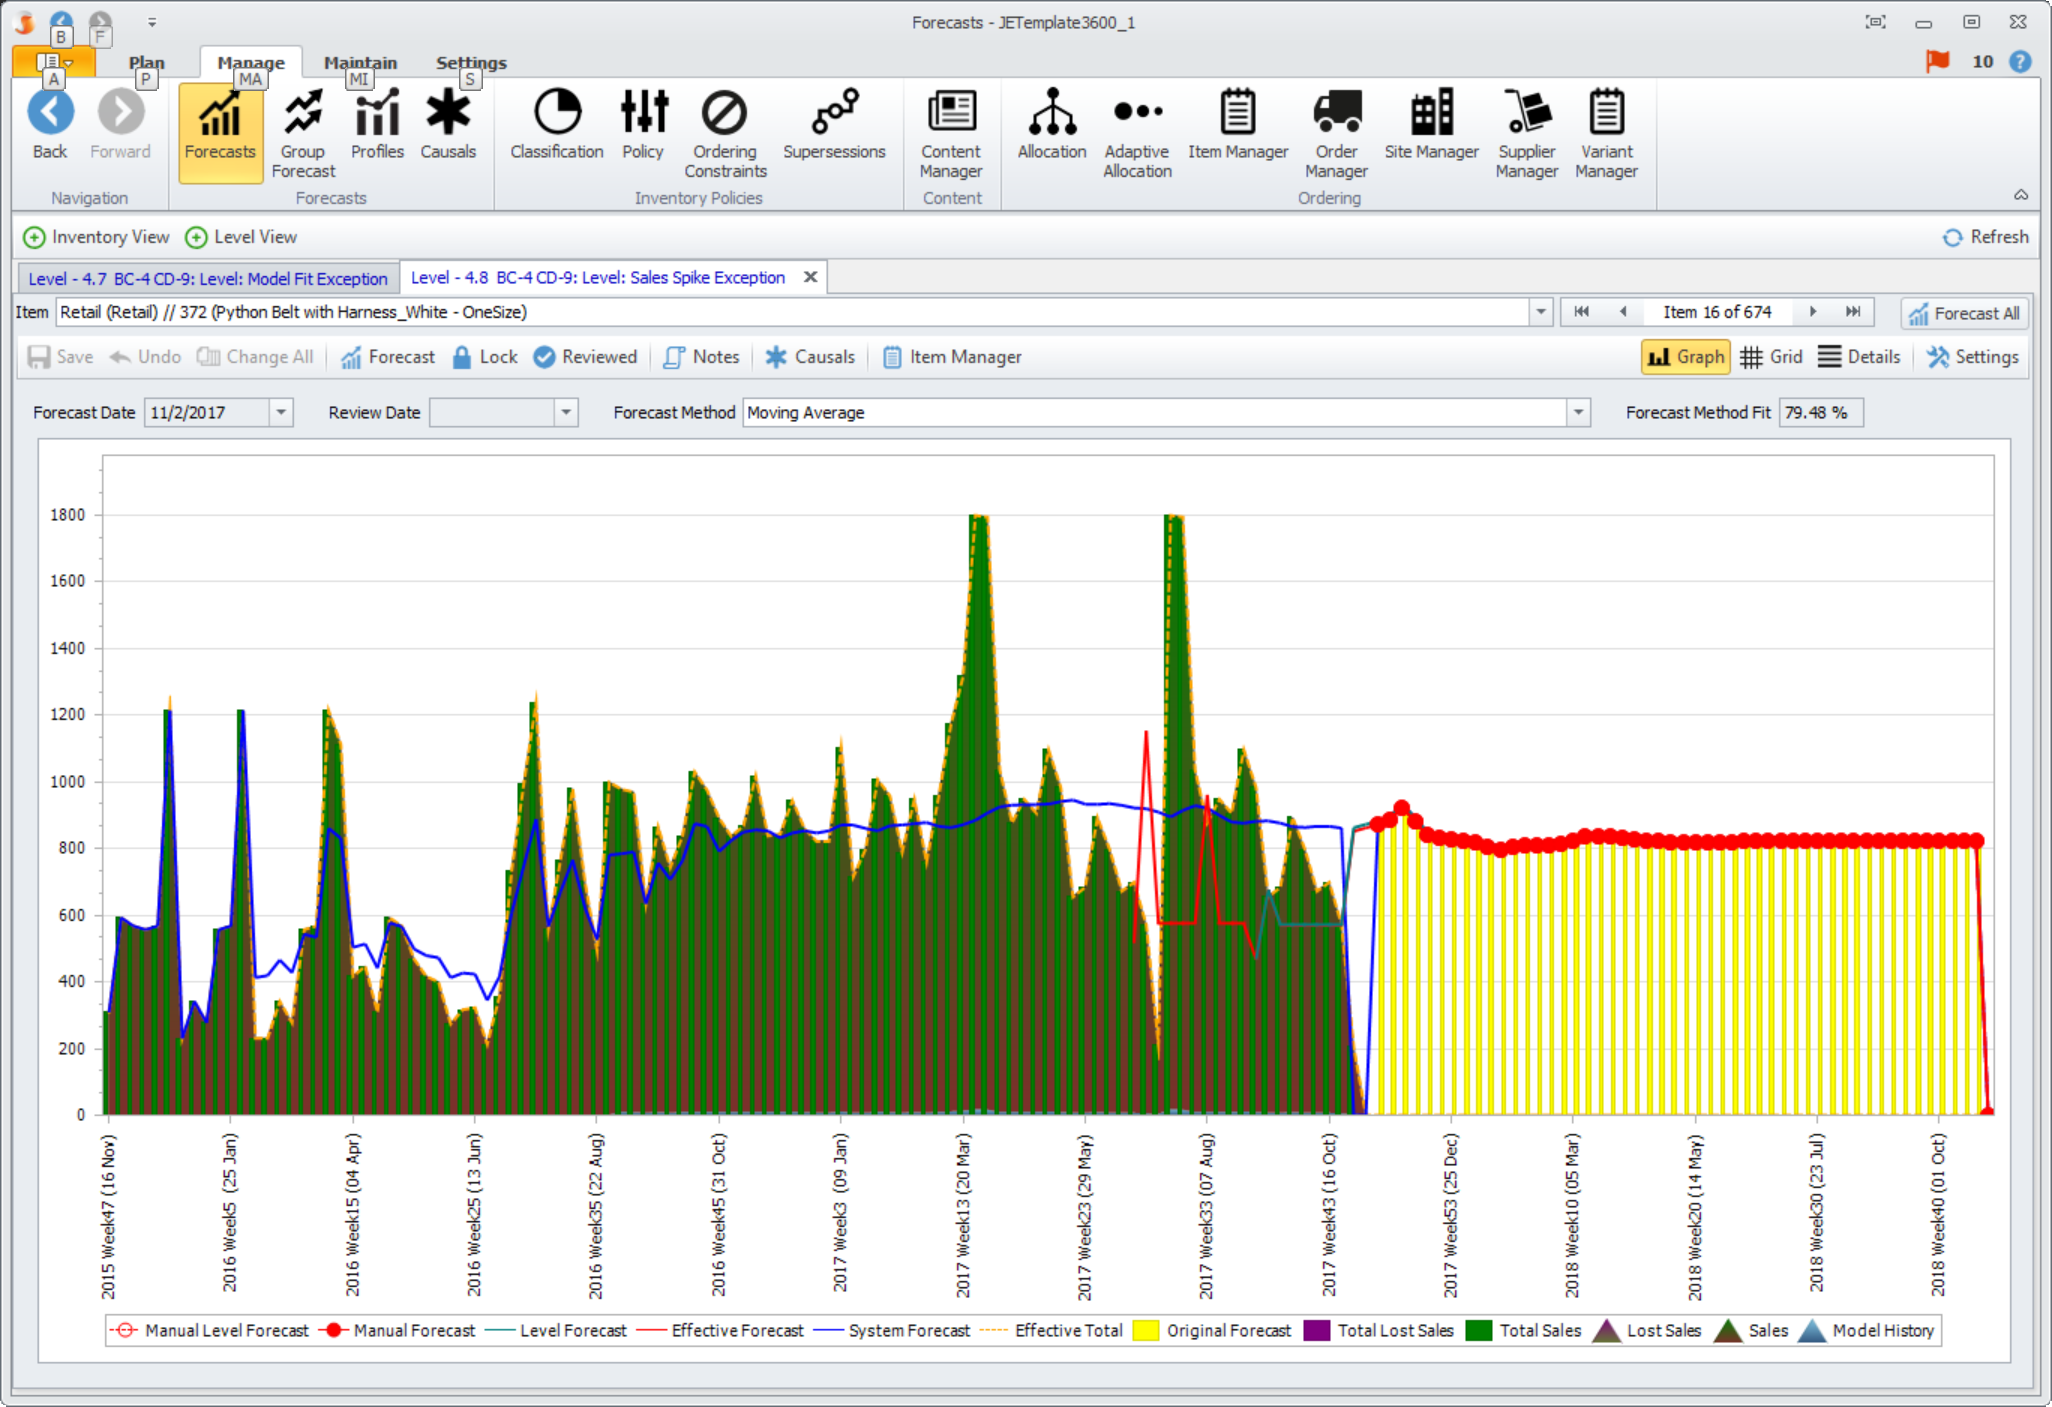 Forecasts - JETemplate3600_1
B F
Plan Manage Maintain Settings
10 ?
A P MA MI S
Back Forward Forecasts Group Forecast Profiles Causals Classification Policy Ordering Constraints Supersessions Content Manager Allocation Adaptive Allocation Item Manager Order Manager Site Manager Supplier Manager Variant Manager
Navigation Forecasts Inventory Policies Content Ordering
Inventory View Level View Refresh
Level - 4.7 BC-4 CD-9: Level: Model Fit Exception Level - 4.8 BC-4 CD-9: Level: Sales Spike Exception
Item Retail (Retail) // 372 (Python Belt with Harness_White - OneSize) Item 16 of 674 Forecast All
Save Undo Change All Forecast Lock Reviewed Notes Causals Item Manager Graph Grid Details Settings
Forecast Date 11/2/2017 Review Date Forecast Method Moving Average Forecast Method Fit 79.48 %
1800
1600
1400
1200
1000
800
600
400
200
0
2015 Week47 (16 Nov)
2016 Week5 (25 Jan)
2016 Week15 (04 Apr)
2016 Week25 (13 Jun)
2016 Week35 (22 Aug)
2016 Week45 (31 Oct)
2017 Week3 (09 Jan)
2017 Week13 (20 Mar)
2017 Week23 (29 May)
2017 Week33 (07 Aug)
2017 Week43 (16 Oct)
2017 Week53 (25 Dec)
2018 Week10 (05 Mar)
2018 Week20 (14 May)
2018 Week30 (23 Jul)
2018 Week40 (01 Oct)
Manual Level Forecast Manual Forecast Level Forecast Effective Forecast System Forecast Effective Total Original Forecast Total Lost Sales Total Sales Lost Sales Sales Model History